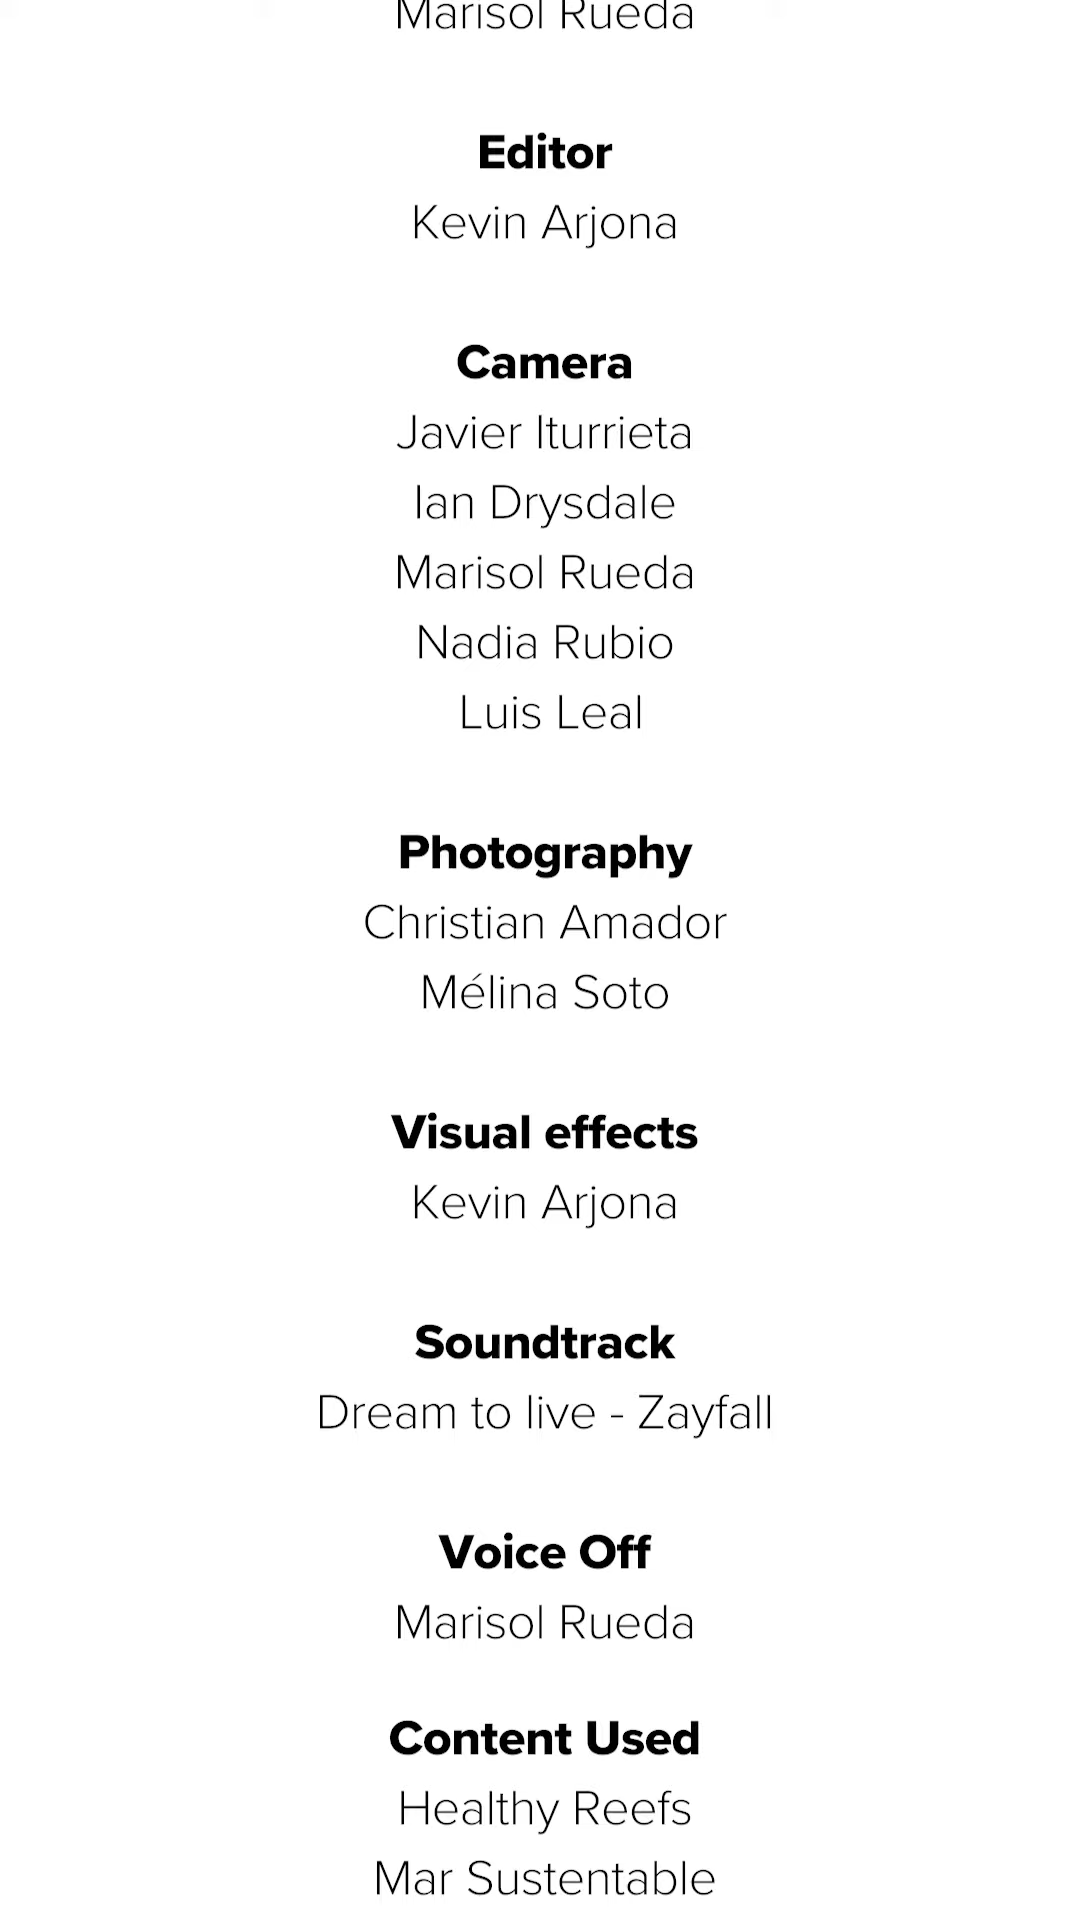 Marisol Rueda
Editor
Kevin Arjona
Camera
Javier Iturrieta
Ian Drysdale
Marisol Rueda
Nadia Rubio
Luis Leal
Photography
Christian Amador
Mélina Soto
Visual effects
Kevin Arjona
Soundtrack
Dream to live - Zayfall
Voice Off
Marisol Rueda
Content Used
Healthy Reefs
Mar Sustentable